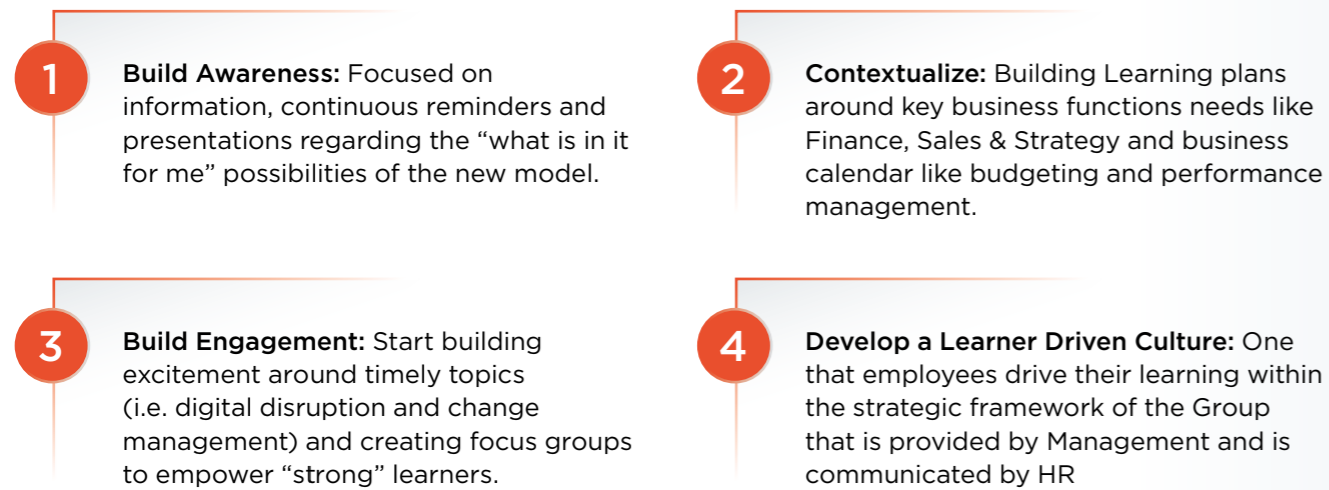 1
Build Awareness: Focused on
information, continuous reminders and
presentations regarding the “what is in it
for me” possibilities of the new model.
2
Contextualize: Building Learning plans
around key business functions needs like
Finance, Sales & Strategy and business
calendar like budgeting and performance
management.
3
Build Engagement: Start building
excitement around timely topics
(i.e. digital disruption and change
management) and creating focus groups
to empower “strong” learners.
4
Develop a Learner Driven Culture: One
that employees drive their learning within
the strategic framework of the Group
that is provided by Management and is
communicated by HR